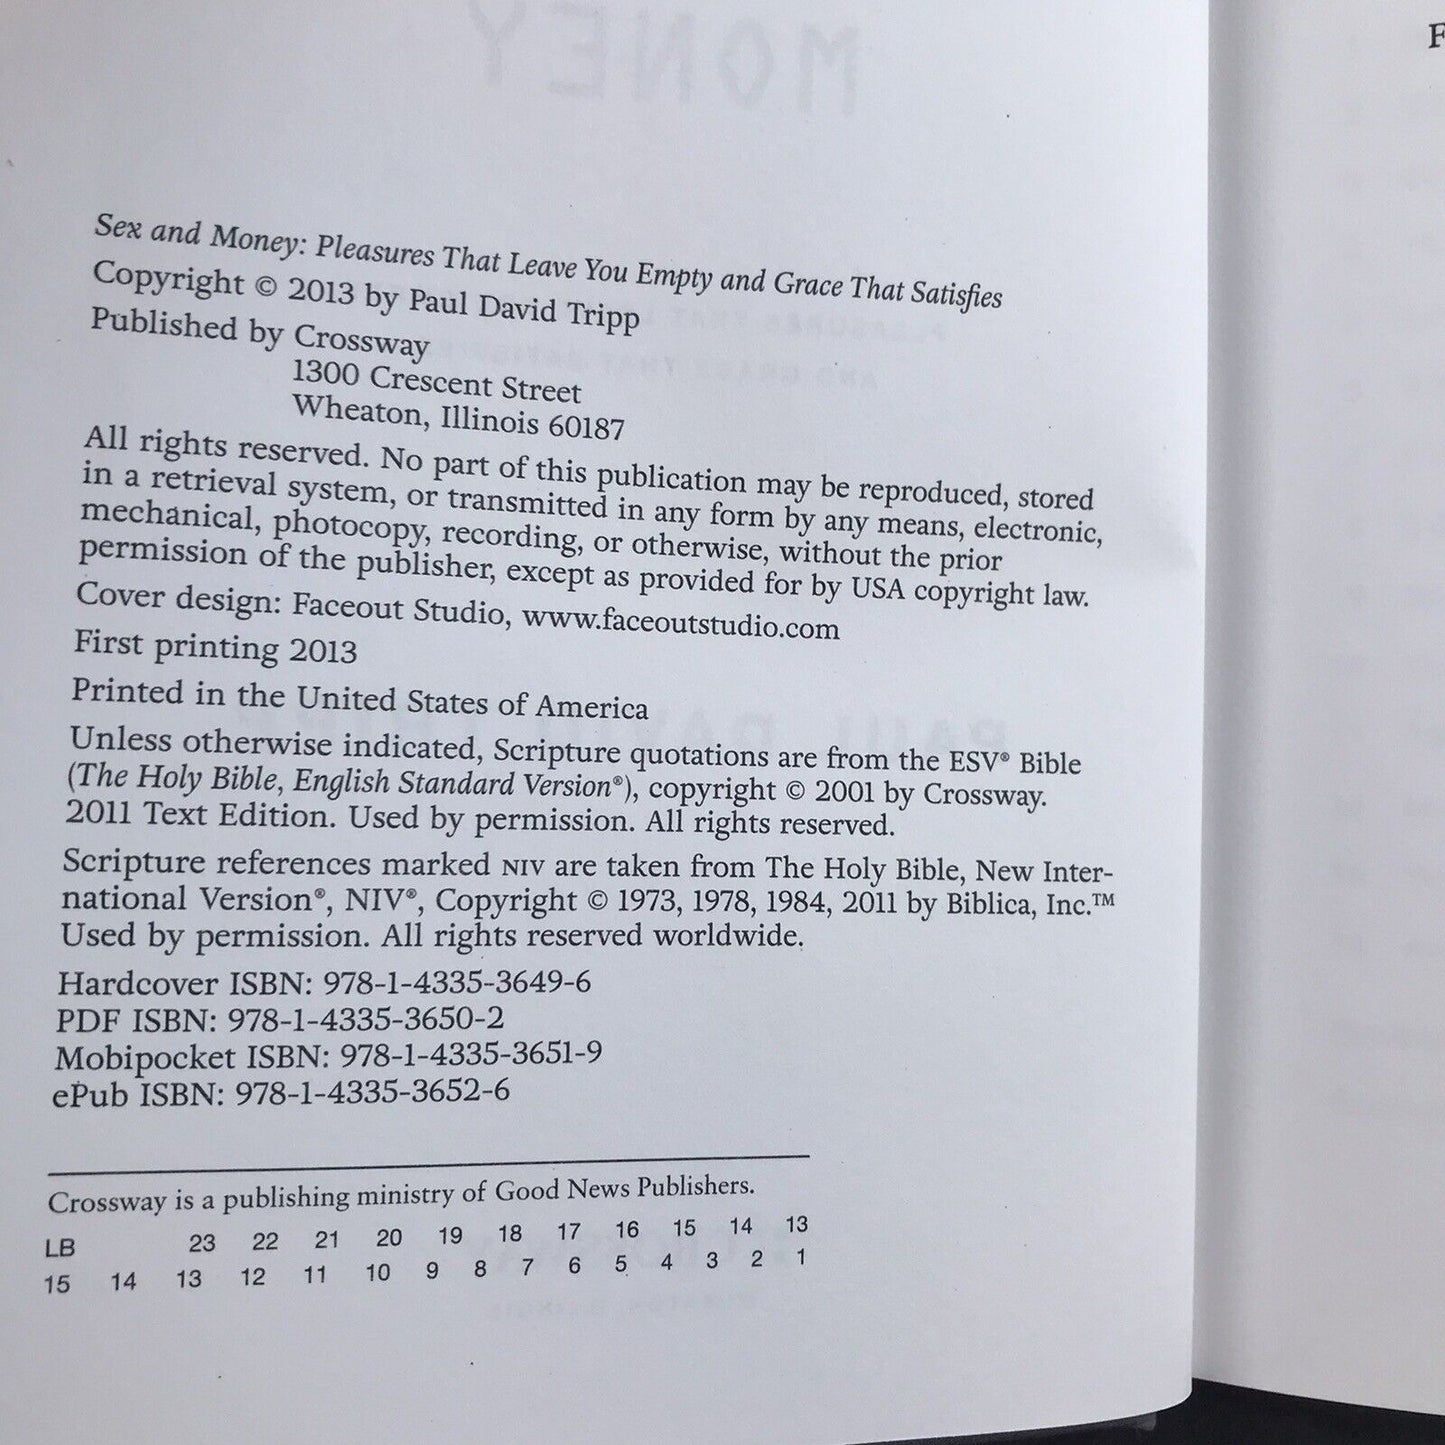 MONEY
Sex and Money: Pleasures That Leave You Empty and Grace That Satisfies
Copyright © 2013 by Paul David Tripp
Published by Crossway
1300 Crescent Street
Wheaton, Illinois 60187
All rights reserved. No part of this publication may be reproduced, stored
in a retrieval system, or transmitted in any form by any means, electronic,
mechanical, photocopy, recording, or otherwise, without the prior
permission of the publisher, except as provided for by USA copyright law.
Cover design: Faceout Studio, www.faceoutstudio.com
First printing 2013
Printed in the United States of America
Unless otherwise indicated, Scripture quotations are from the ESV® Bible
(The Holy Bible, English Standard Version®), copyright © 2001 by Crossway.
2011 Text Edition. Used by permission. All rights reserved.
Scripture references marked NIV are taken from The Holy Bible, New Inter-
national Version®, NIV®, Copyright © 1973, 1978, 1984, 2011 by Biblica, Inc.™
Used by permission. All rights reserved worldwide.
Hardcover ISBN: 978-1-4335-3649-6
PDF ISBN: 978-1-4335-3650-2
Mobipocket ISBN: 978-1-4335-3651-9
ePub ISBN: 978-1-4335-3652-6
Crossway is a publishing ministry of Good News Publishers.
LB 23 22 21 20 19 18 17 16 15 14 13
15 14 13 12 11 10 9 8 7 6 5 4 3 2 1
F